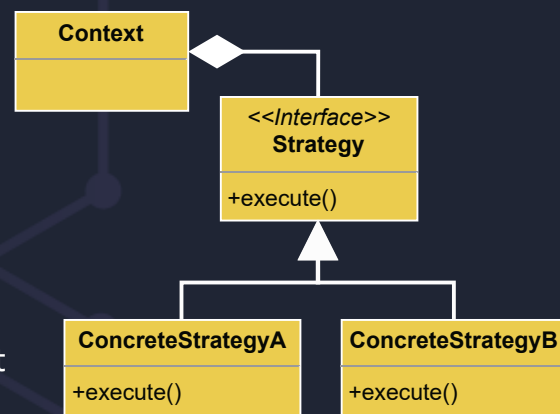 Context
<<Interface>>
Strategy
+execute()
ConcreteStrategyA
+execute()
ConcreteStrategyB
+execute()
t